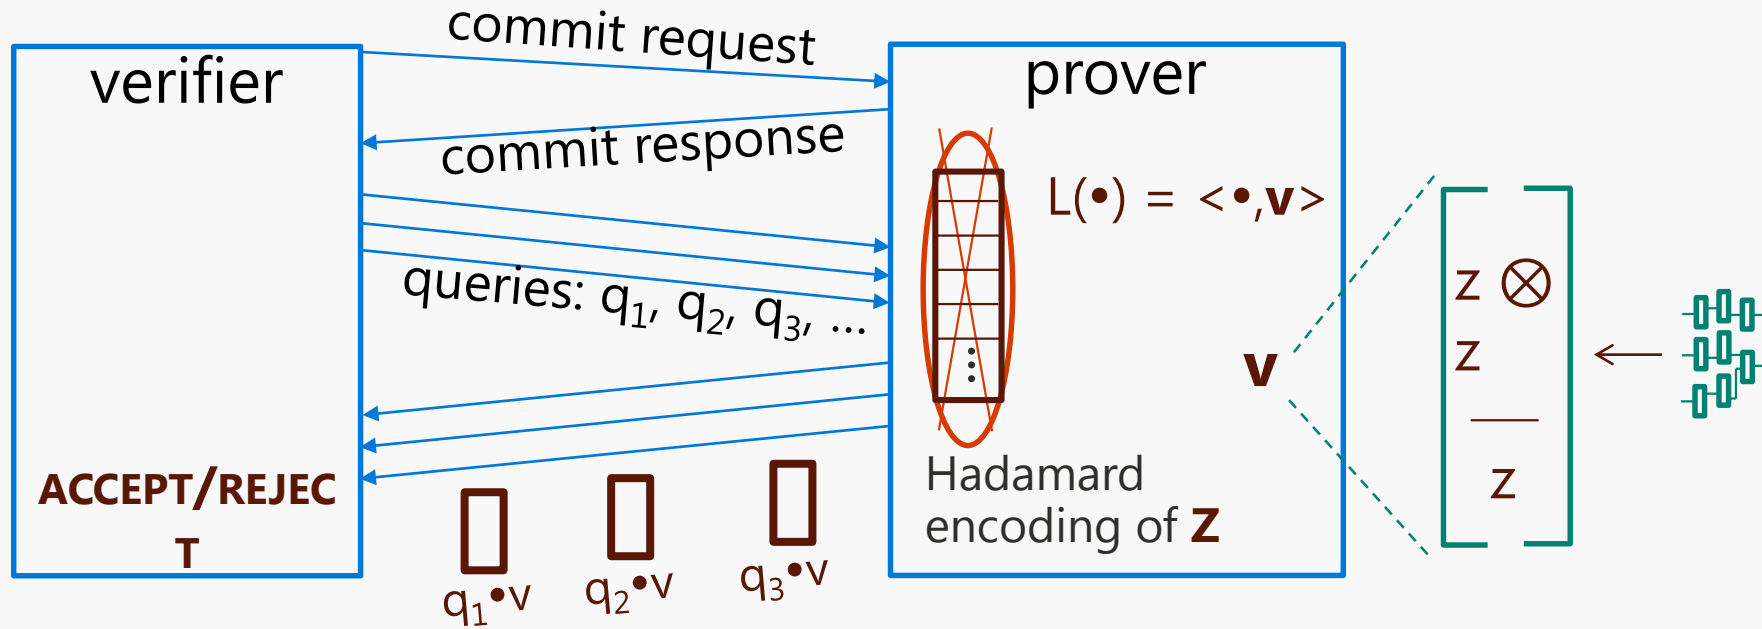 commit request
verifier
prover
commit response
L(•) = <•,v>
queries: q₁, q₂, q₃, ...
z ⊗
z
v
z
ACCEPT/REJEC
T
Hadamard
encoding of Z
q₁•v
q₂•v
q₃•v